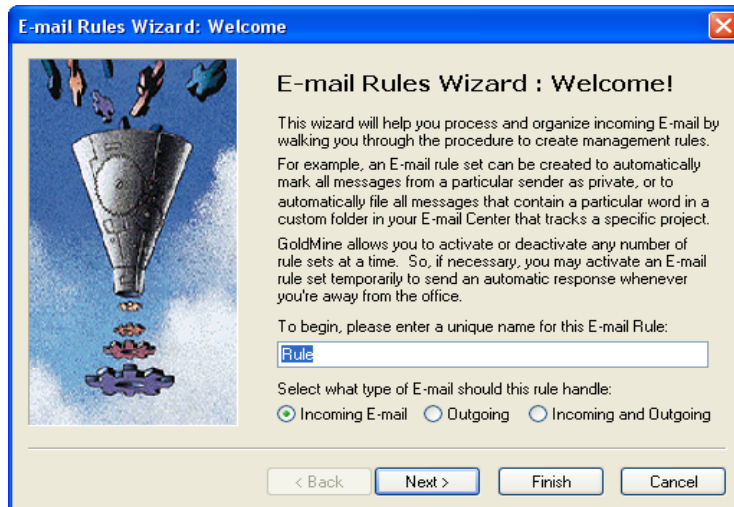 E-mail Rules Wizard: Welcome
E-mail Rules Wizard : Welcome!
This wizard will help you process and organize incoming E-mail by
walking you through the procedure to create management rules.
For example, an E-mail rule set can be created to automatically
mark all messages from a particular sender as private, or to
automatically file all messages that contain a particular word in a
custom folder in your E-mail Center that tracks a specific project.
GoldMine allows you to activate or deactivate any number of
rule sets at a time.  So, if necessary, you may activate an E-mail
rule set temporarily to send an automatic response whenever
you're away from the office.
To begin, please enter a unique name for this E-mail Rule:
Rule
Select what type of E-mail should this rule handle:
Incoming E-mail Outgoing Incoming and Outgoing
< Back Next > Finish Cancel